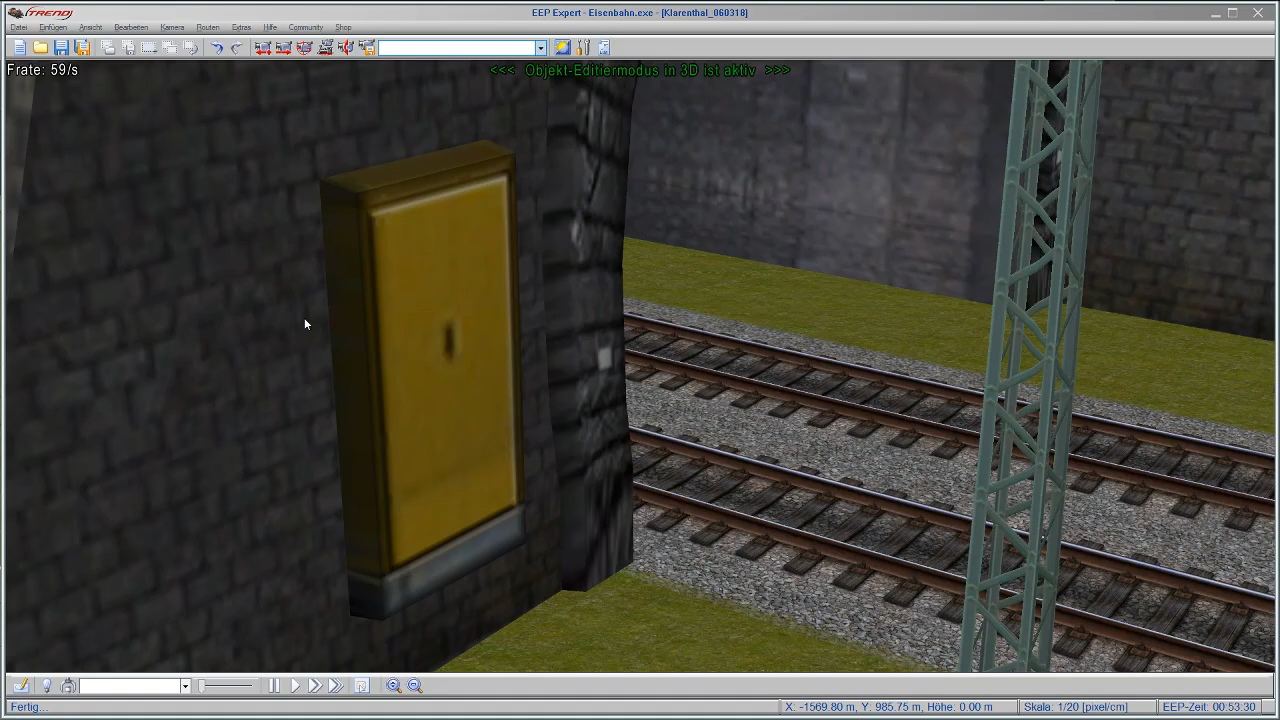 TREND
EEP Expert - Eisenbahn.exe - [Klarenthal_060318]
Datei Einfügen Ansicht Bearbeiten Kamera Routen Extras Hilfe Community Shop
Frate: 59/s
<<< Objekt-Editiermodus in 3D ist aktiv >>>
Fertig...
X: -1569.80 m, Y: 985.75 m, Höhe: 0.00 m
Skala: 1/20 [pixel/cm]
EEP-Zeit: 00:53:30